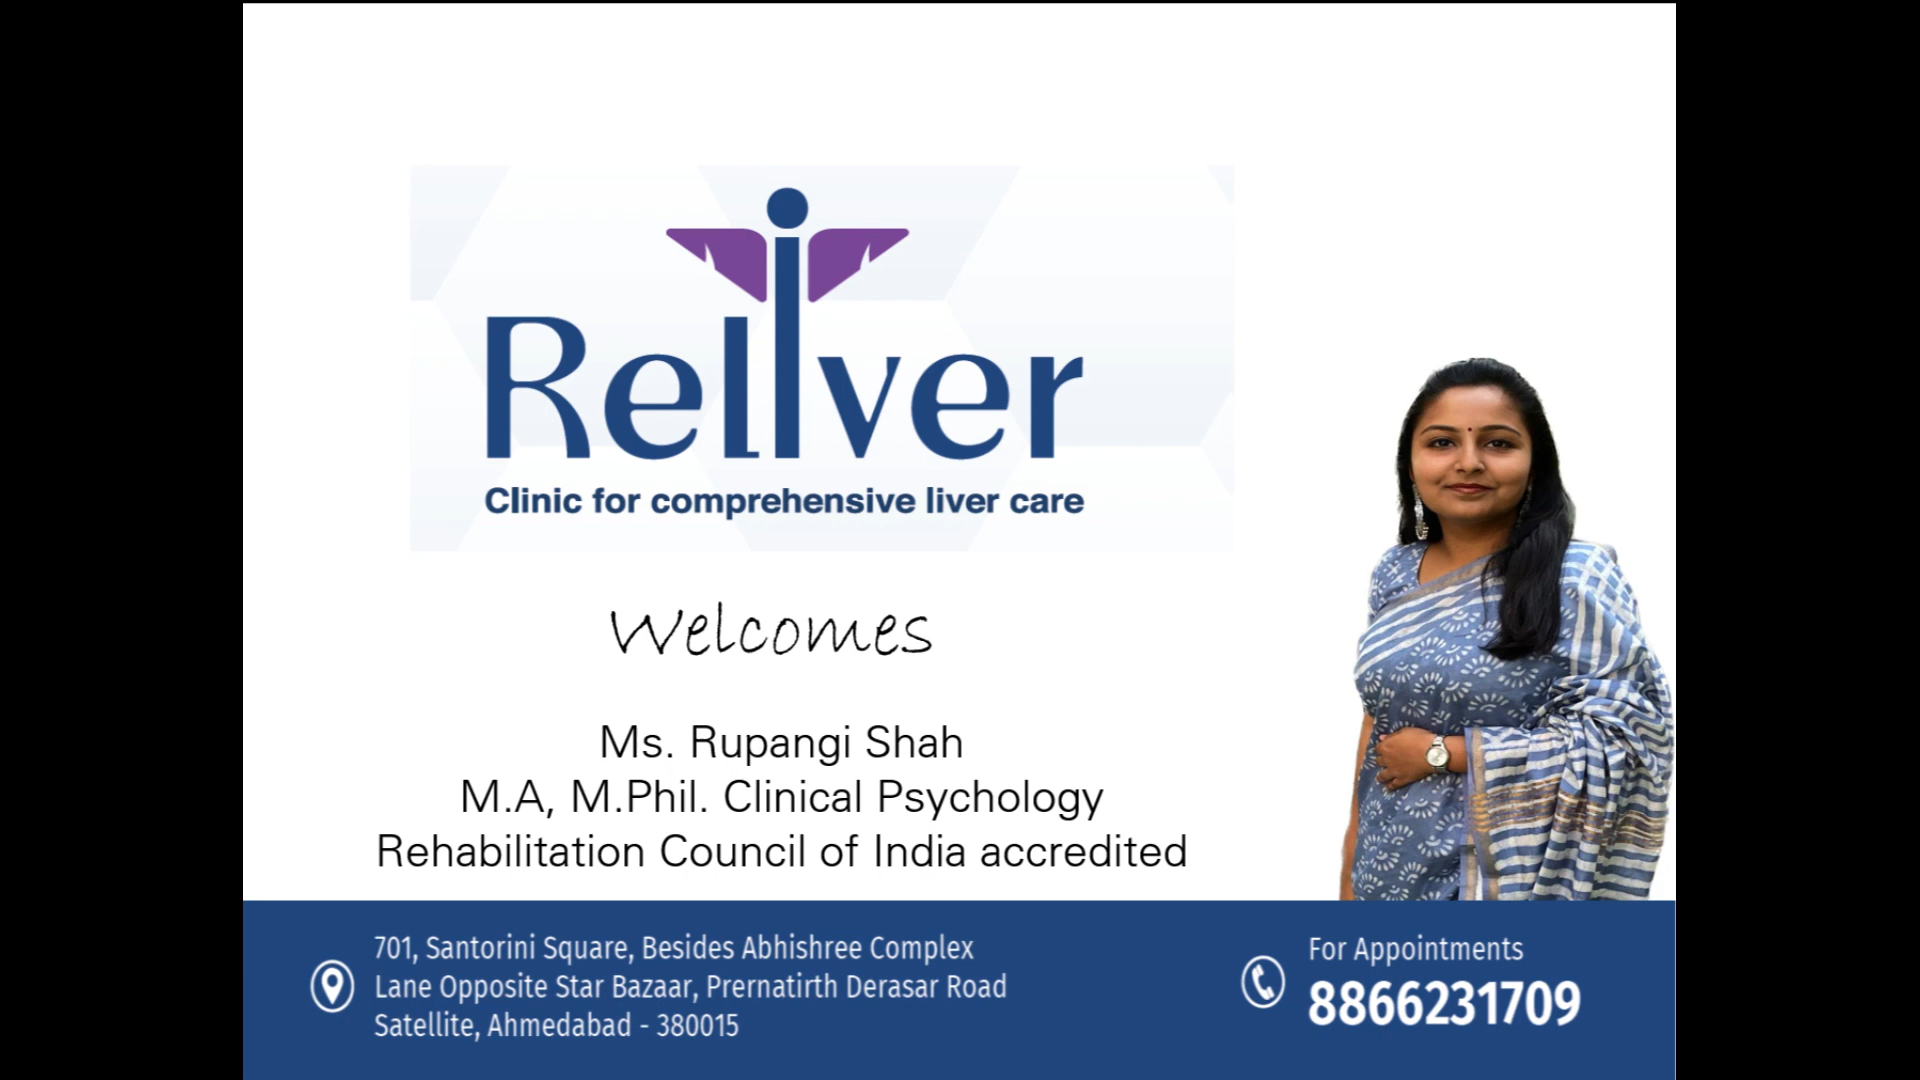 Reliver
Clinic for comprehensive liver care
Welcomes
Ms. Rupangi Shah
M.A, M.Phil. Clinical Psychology
Rehabilitation Council of India accredited
701, Santorini Square, Besides Abhishree Complex
Lane Opposite Star Bazaar, Prernatirth Derasar Road
Satellite, Ahmedabad - 380015
For Appointments
8866231709